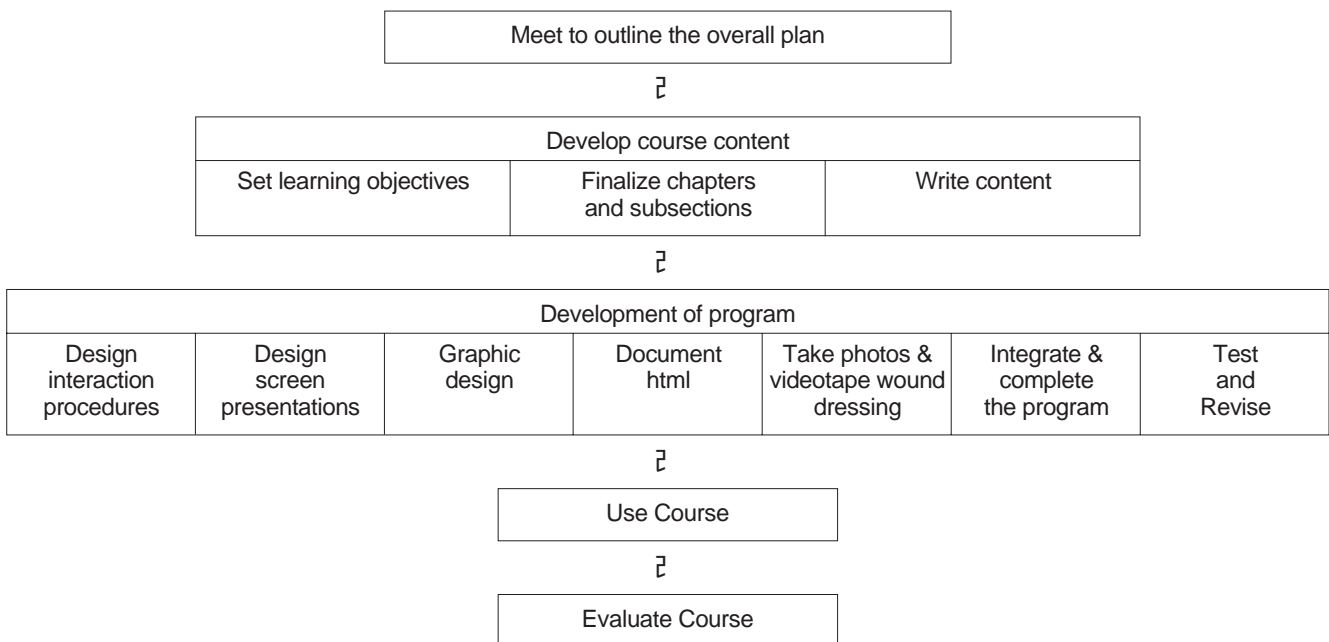 Meet to outline the overall plan
Develop course content
Set learning objectives
Finalize chapters
and subsections
Write content
Development of program
Design
interaction
procedures
Design
screen
presentations
Graphic
design
Document
html
Take photos &
videotape wound
dressing
Integrate &
complete
the program
Test
and
Revise
Use Course
Evaluate Course